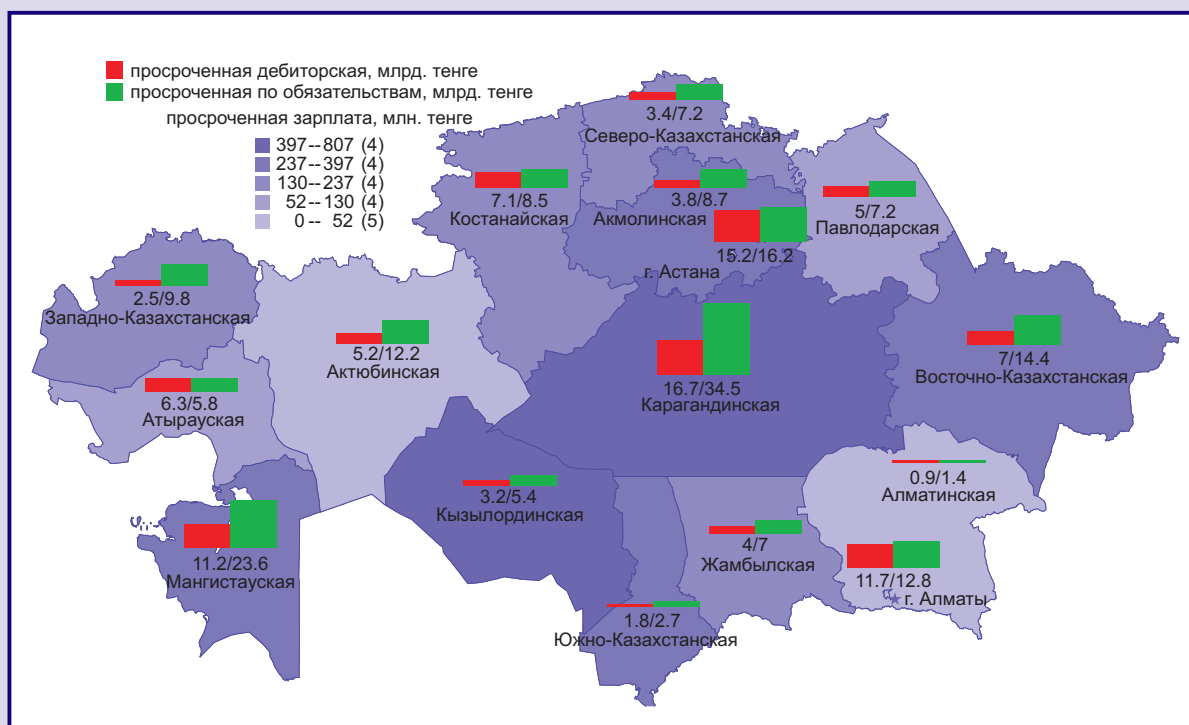 просроченная дебиторская, млрд. тенге
просроченная по обязательствам, млрд. тенге
просроченная зарплата, млн. тенге
397--807 (4)
237--397 (4)
130--237 (4)
52--130 (4)
0-- 52 (5)
3.4/7.2
Северо-Казахстанская
7.1/8.5
Костанайская
3.8/8.7
Акмолинская
15.2/16.2
г. Астана
5/7.2
Павлодарская
2.5/9.8
Западно-Казахстанская
5.2/12.2
Актюбинская
16.7/34.5
Карагандинская
7/14.4
Восточно-Казахстанская
6.3/5.8
Атырауская
0.9/1.4
Алматинская
3.2/5.4
Кызылординская
4/7
Жамбылская
11.2/23.6
Мангистауская
11.7/12.8
г. Алматы
1.8/2.7
Южно-Казахстанская